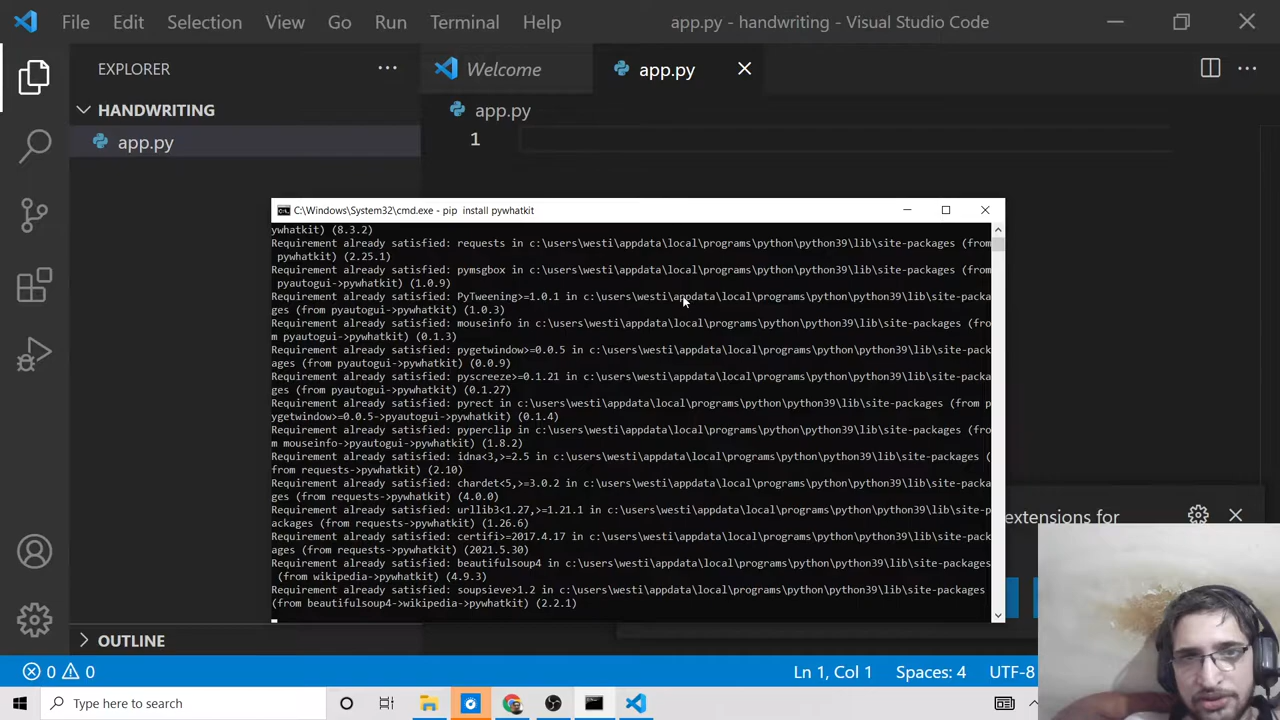 File Edit Selection View Go Run Terminal Help app.py - handwriting - Visual Studio Code
EXPLORER
Welcome app.py
HANDWRITING
app.py
app.py
1
C:\Windows\System32\cmd.exe - pip  install pywhatkit
ywhatkit) (8.3.2)
Requirement already satisfied: requests in c:\users\westi\appdata\local\programs\python\python39\lib\site-packages (from
 pywhatkit) (2.25.1)
Requirement already satisfied: pymsgbox in c:\users\westi\appdata\local\programs\python\python39\lib\site-packages (from
 pyautogui->pywhatkit) (1.0.9)
Requirement already satisfied: PyTweening>=1.0.1 in c:\users\westi\appdata\local\programs\python\python39\lib\site-packa
ges (from pyautogui->pywhatkit) (1.0.3)
Requirement already satisfied: mouseinfo in c:\users\westi\appdata\local\programs\python\python39\lib\site-packages (fro
m pyautogui->pywhatkit) (0.1.3)
Requirement already satisfied: pygetwindow>=0.0.5 in c:\users\westi\appdata\local\programs\python\python39\lib\site-pack
ages (from pyautogui->pywhatkit) (0.0.9)
Requirement already satisfied: pyscreeze>=0.1.21 in c:\users\westi\appdata\local\programs\python\python39\lib\site-packa
ges (from pyautogui->pywhatkit) (0.1.27)
Requirement already satisfied: pyrect in c:\users\westi\appdata\local\programs\python\python39\lib\site-packages (from p
ygetwindow>=0.0.5->pyautogui->pywhatkit) (0.1.4)
Requirement already satisfied: pyperclip in c:\users\westi\appdata\local\programs\python\python39\lib\site-packages (fro
m mouseinfo->pyautogui->pywhatkit) (1.8.2)
Requirement already satisfied: idna<3,>=2.5 in c:\users\westi\appdata\local\programs\python\python39\lib\site-packages (
from requests->pywhatkit) (2.10)
Requirement already satisfied: chardet<5,>=3.0.2 in c:\users\westi\appdata\local\programs\python\python39\lib\site-packa
ges (from requests->pywhatkit) (4.0.0)
Requirement already satisfied: urllib3<1.27,>=1.21.1 in c:\users\westi\appdata\local\programs\python\python39\lib\site-p
ackages (from requests->pywhatkit) (1.26.6)
Requirement already satisfied: certifi>=2017.4.17 in c:\users\westi\appdata\local\programs\python\python39\lib\site-pack
ages (from requests->pywhatkit) (2021.5.30)
Requirement already satisfied: beautifulsoup4 in c:\users\westi\appdata\local\programs\python\python39\lib\site-packages
 (from wikipedia->pywhatkit) (4.9.3)
Requirement already satisfied: soupsieve>1.2 in c:\users\westi\appdata\local\programs\python\python39\lib\site-packages
(from beautifulsoup4->wikipedia->pywhatkit) (2.2.1)
extensions for
OUTLINE
0 0 Ln 1, Col 1 Spaces: 4 UTF-8
Type here to search